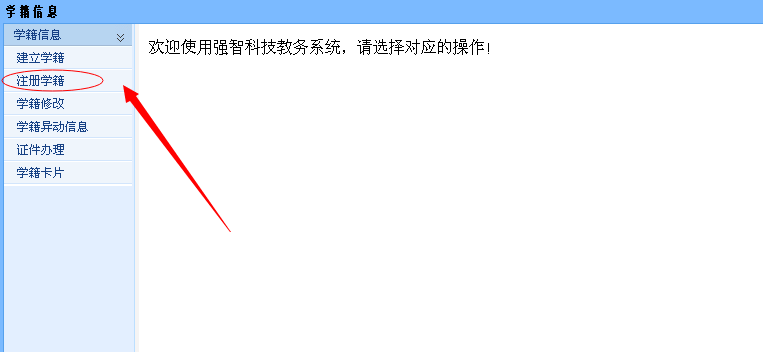 学籍信息
学籍信息
建立学籍
注册学籍
学籍修改
学籍异动信息
证件办理
学籍卡片
欢迎使用强智科技教务系统，请选择对应的操作!